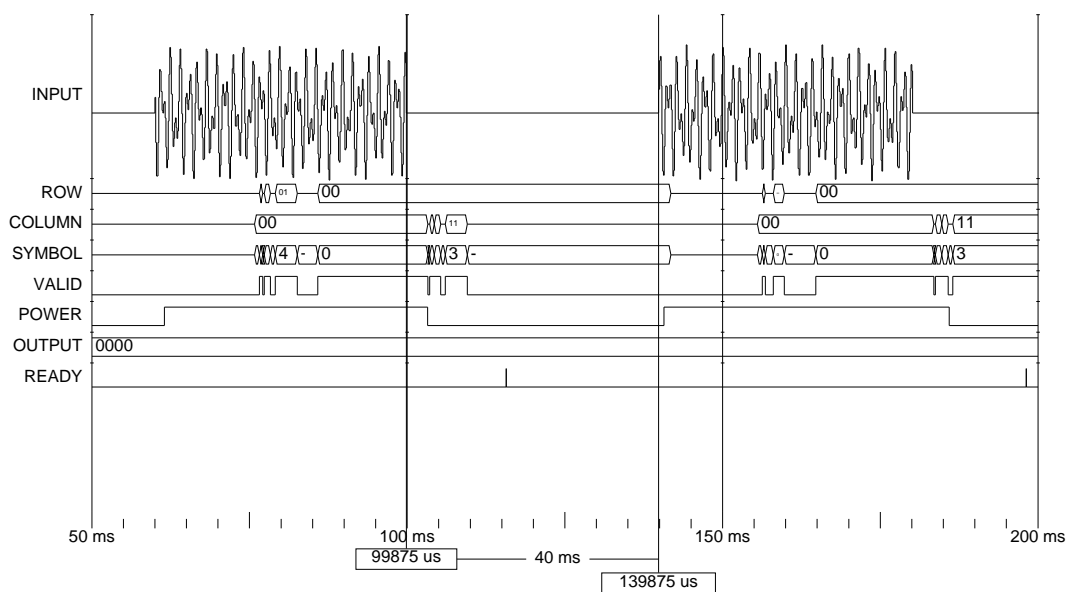 INPUT
ROW 01 00 - 00
COLUMN 00 11 00 11
SYMBOL 4 - 0 3 - - - 0 3
VALID
POWER
OUTPUT 0000
READY
50 ms 100 ms 150 ms 200 ms
99875 us 40 ms
139875 us